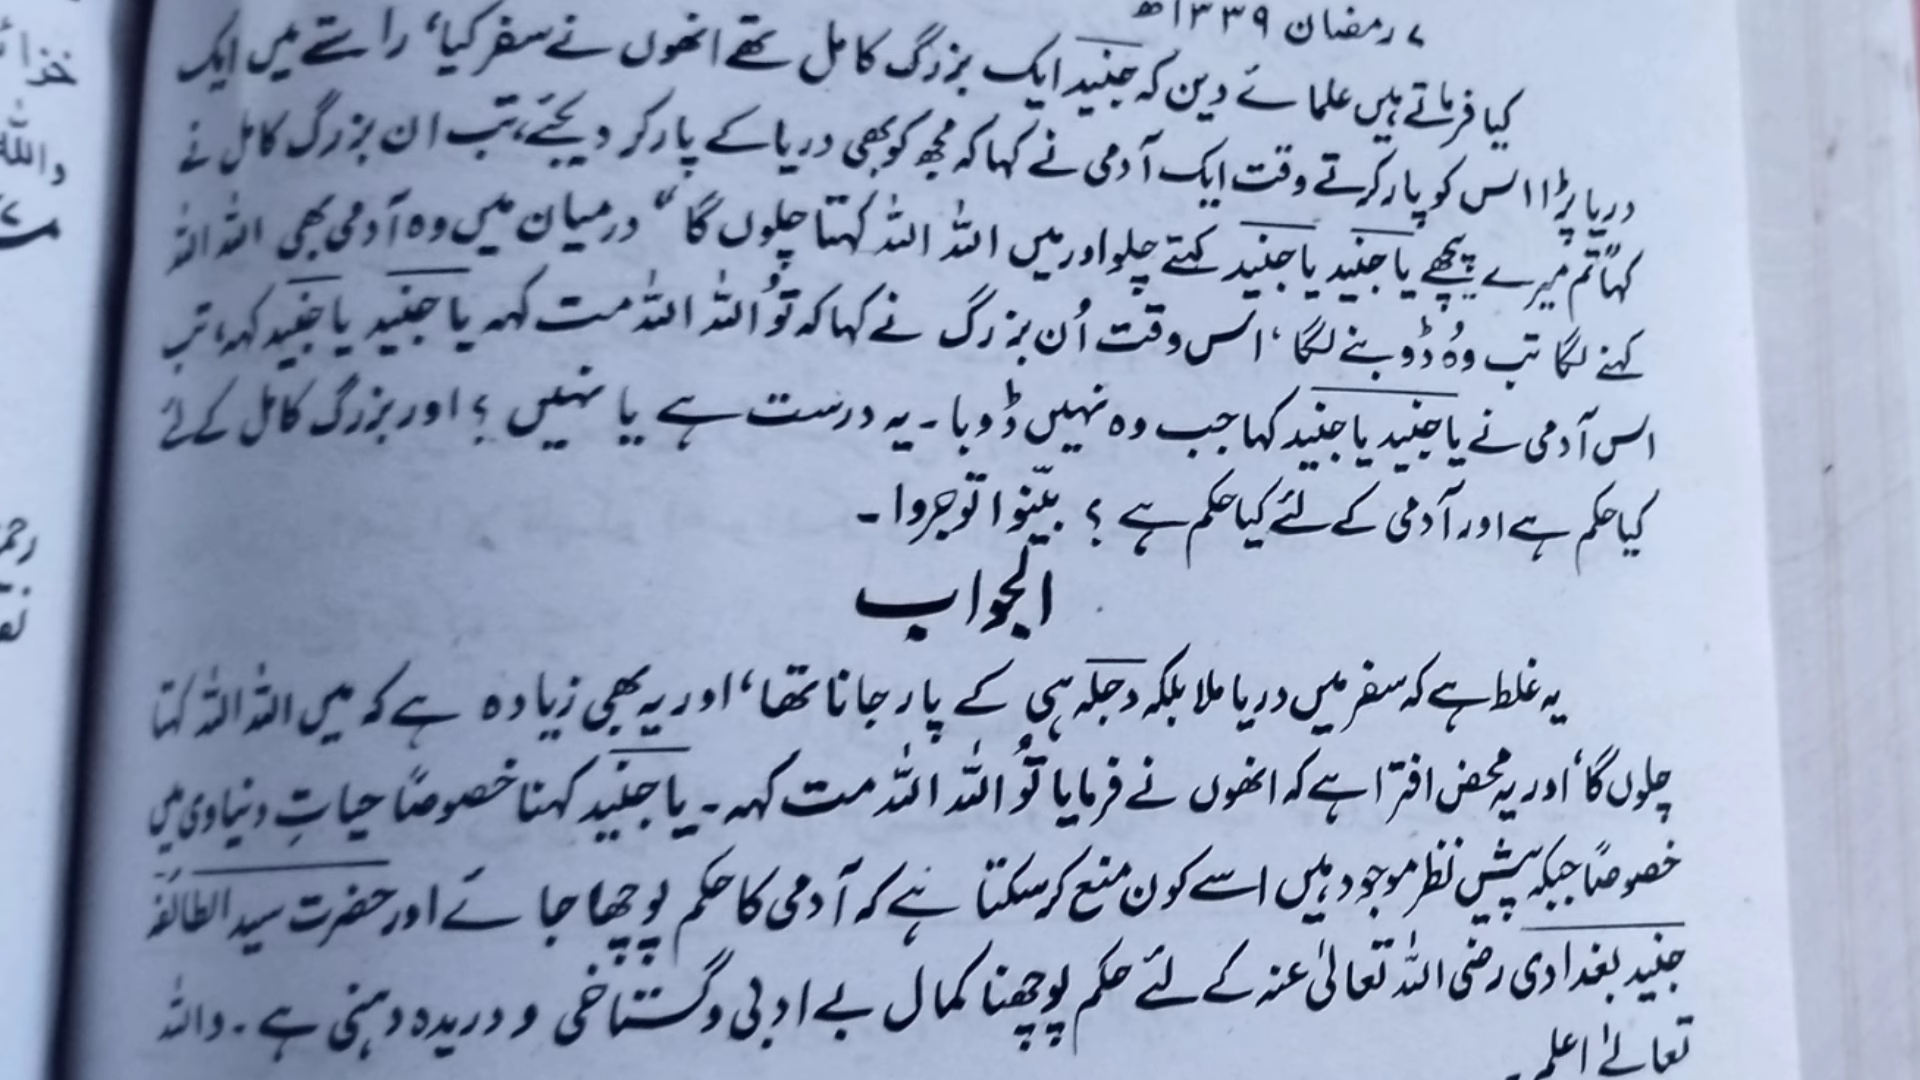 ۷ رمضان ۱۳۳۹ھ
کیا فرماتے ہیں علمائے دین کہ جنید ایک بزرگ کامل تھے انھوں نے سفر کیا، راستے میں ایک
دریا پڑا اس کو پار کرتے وقت ایک آدمی نے کہا کہ مجھ کو بھی دریا کے پار کر دیجئے، تب ان بزرگ کامل نے
کہا "تم میرے پیچھے یا جنید یا جنید کہتے چلو اور میں اللہ اللہ کہتا چلوں گا" درمیان میں وہ آدمی بھی اللہ اللہ
کہنے لگا تب وہ ڈوبنے لگا، اس وقت اُن بزرگ نے کہا کہ تُو اللہ اللہ مت کہہ یا جنید یا جنید کہہ، تب
اس آدمی نے یا جنید یا جنید کہا جب وہ نہیں ڈوبا۔ یہ درست ہے یا نہیں؟ اور بزرگ کامل کے لئے
کیا حکم ہے اور آدمی کے لئے کیا حکم ہے؟ بیّنوا توجروا۔
الجواب
یہ غلط ہے کہ سفر میں دریا ملا بلکہ دجلہ ہی کے پار جانا تھا، اور یہ بھی زیادہ ہے کہ میں اللہ اللہ کہتا
چلوں گا، اور یہ محض افترا ہے کہ انھوں نے فرمایا تُو اللہ اللہ مت کہہ۔ یا جنید کہنا خصوصاً حیاتِ دنیاوی میں
خصوصاً جبکہ پیش نظر موجود ہیں اسے کون منع کر سکتا ہے کہ آدمی کا حکم پوچھا جائے اور حضرت سید الطائفہ
جنید بغدادی رضی اللہ تعالیٰ عنہ کے لئے حکم پوچھنا کمال بے ادبی و گستاخی و دریدہ دہنی ہے۔ واللہ
تعالیٰ اعلم۔
خزائ
واللہ
رحم